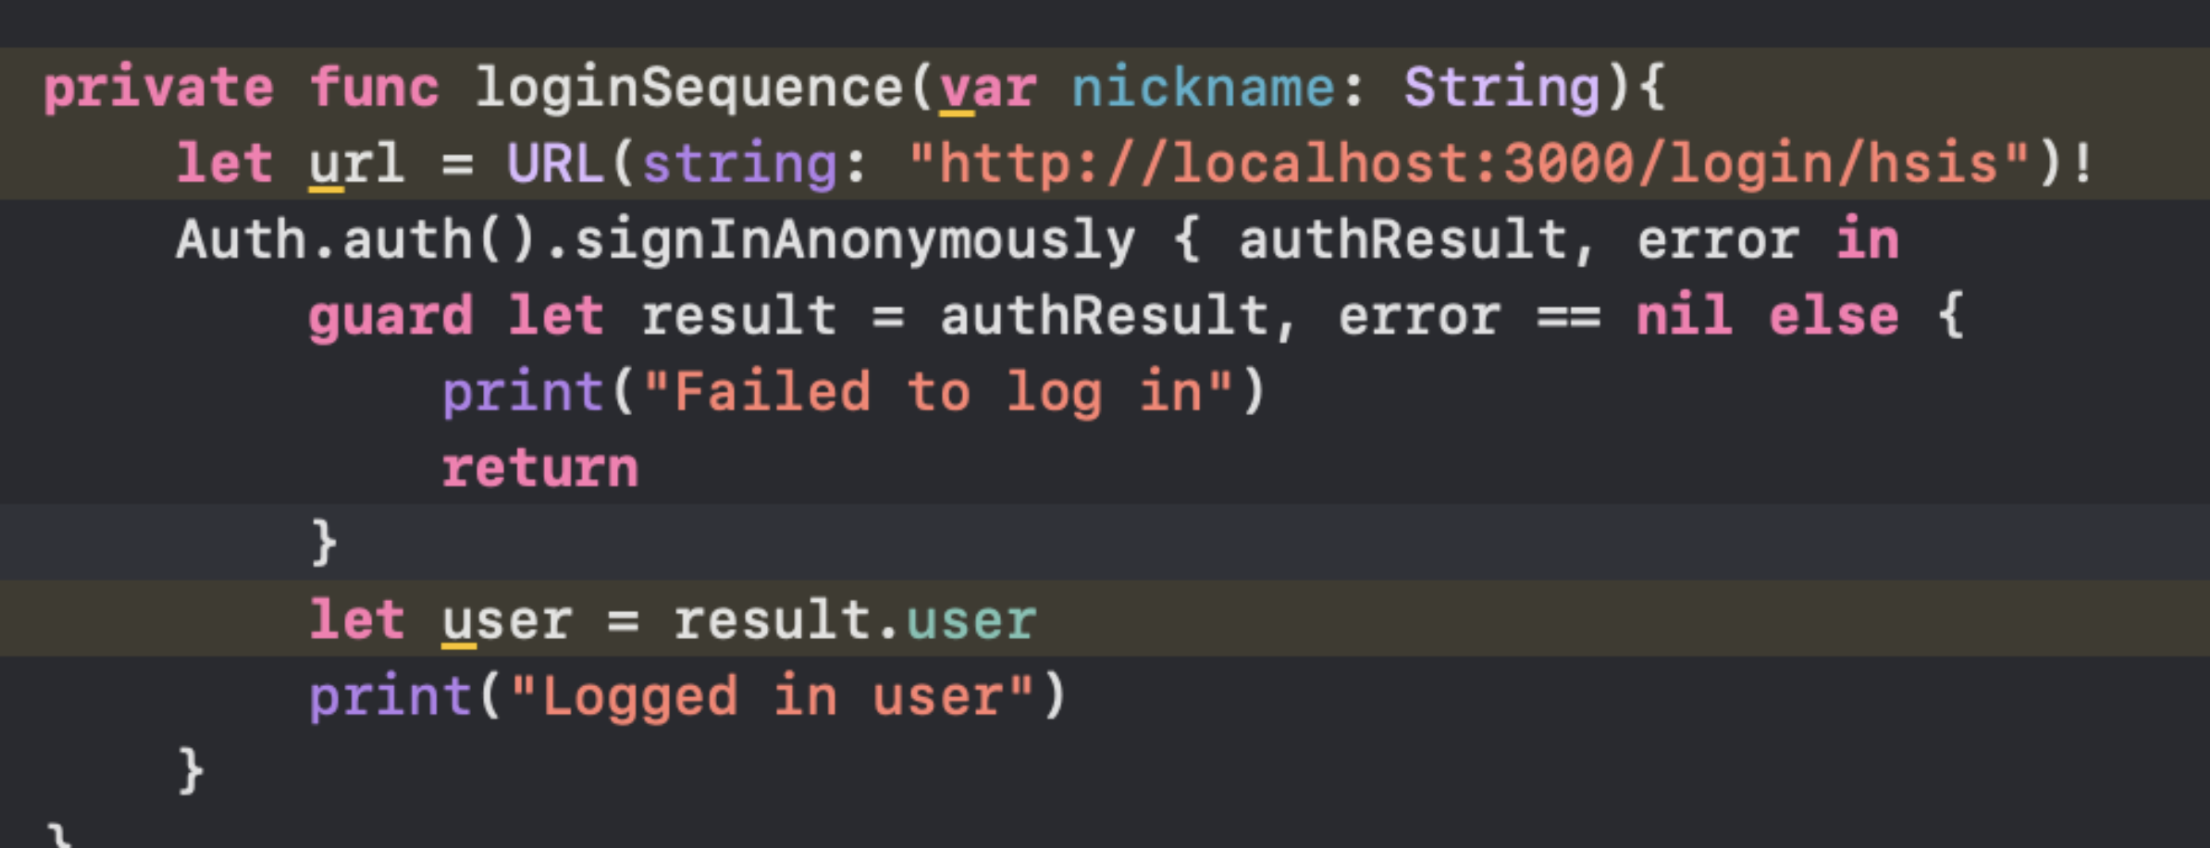 private func loginSequence(var nickname: String){
let url = URL(string: "http://localhost:3000/login/hsis")!
Auth.auth().signInAnonymously { authResult, error in
guard let result = authResult, error == nil else {
print("Failed to log in")
return
}
let user = result.user
print("Logged in user")
}
}